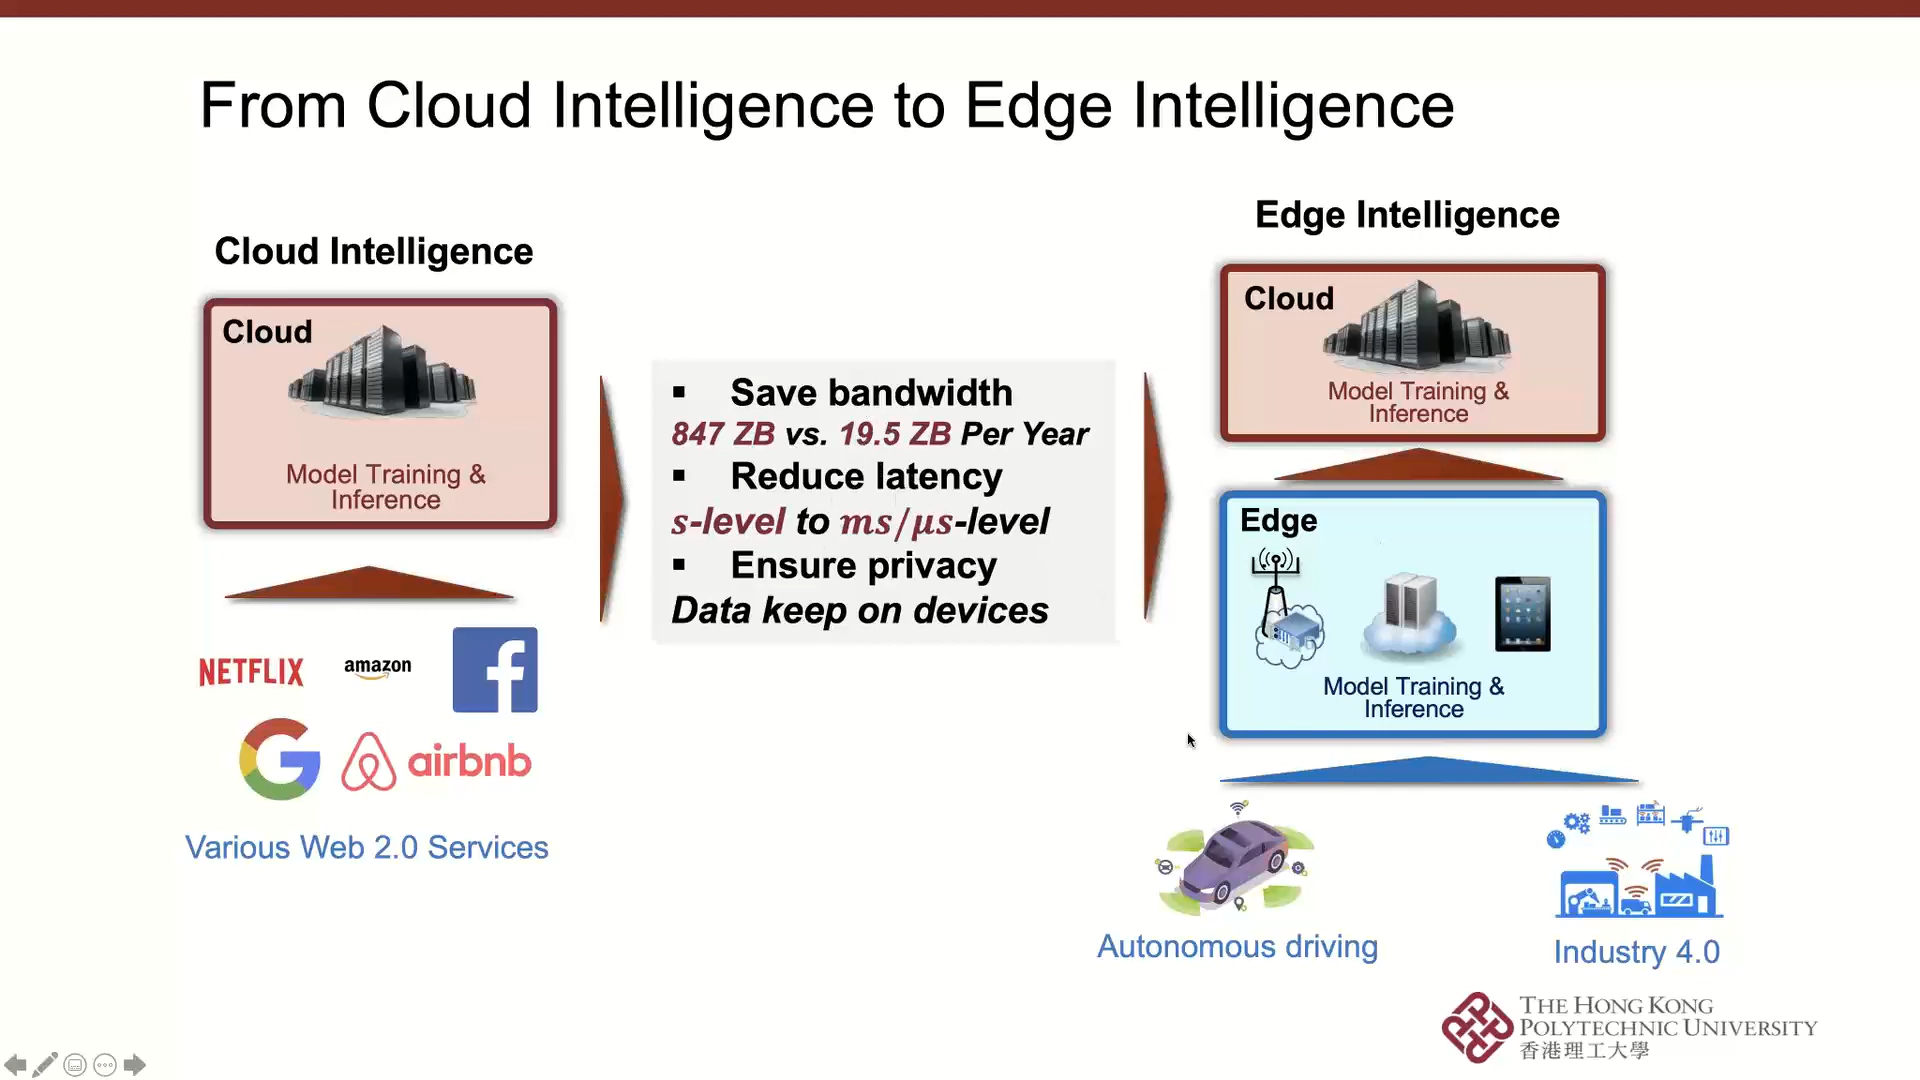 From Cloud Intelligence to Edge Intelligence
Cloud Intelligence
Cloud
Model Training &
Inference
NETFLIX
amazon
f
G
airbnb
Various Web 2.0 Services
▪ Save bandwidth
847 ZB vs. 19.5 ZB Per Year
▪ Reduce latency
s-level to ms/μs-level
▪ Ensure privacy
Data keep on devices
Edge Intelligence
Cloud
Model Training &
Inference
Edge
Model Training &
Inference
Autonomous driving
Industry 4.0
THE HONG KONG
POLYTECHNIC UNIVERSITY
香港理工大學